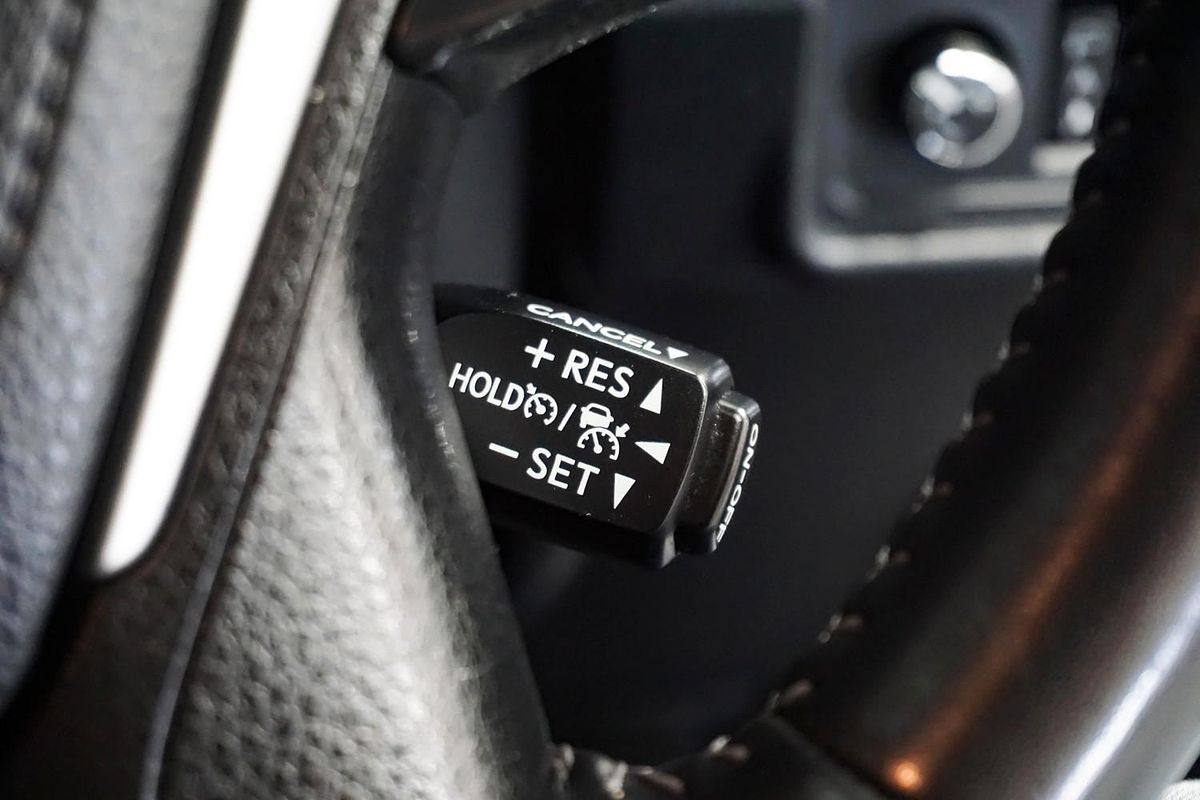 CANCEL▼
+ RES ▲
HOLD / ◀
− SET ▼
ON-OFF